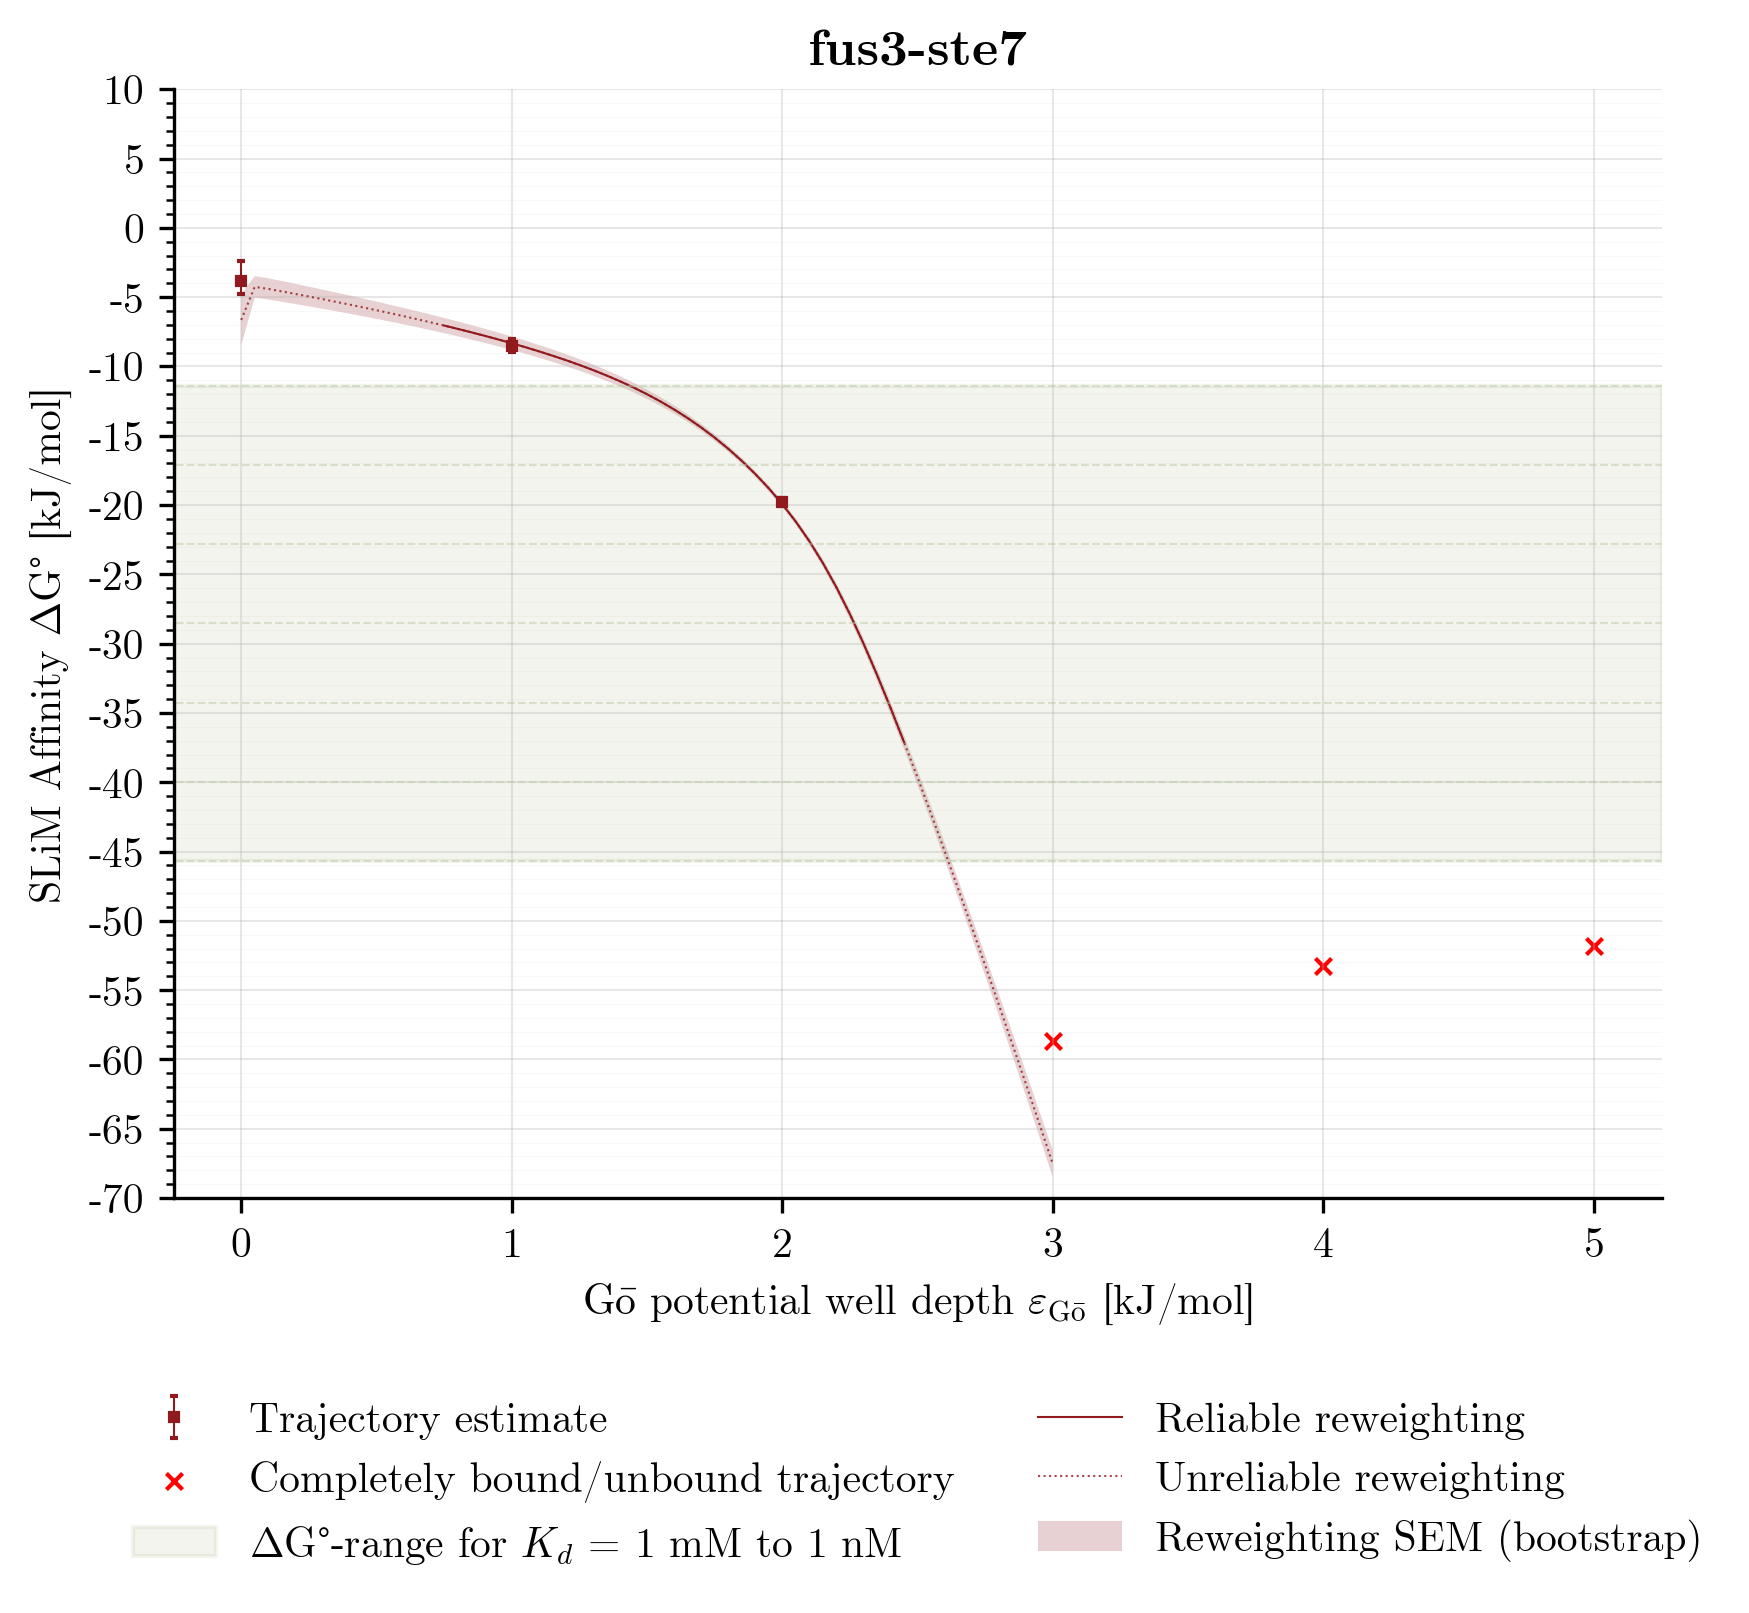 fus3-ste7
10
5
0
-5
-10
-15
-20
-25
-30
-35
-40
-45
-50
-55
-60
-65
-70
SLiM Affinity ΔG° [kJ/mol]
0 1 2 3 4 5
Gō potential well depth ε_Gō [kJ/mol]
Trajectory estimate
Completely bound/unbound trajectory
ΔG°-range for K_d = 1 mM to 1 nM
Reliable reweighting
Unreliable reweighting
Reweighting SEM (bootstrap)